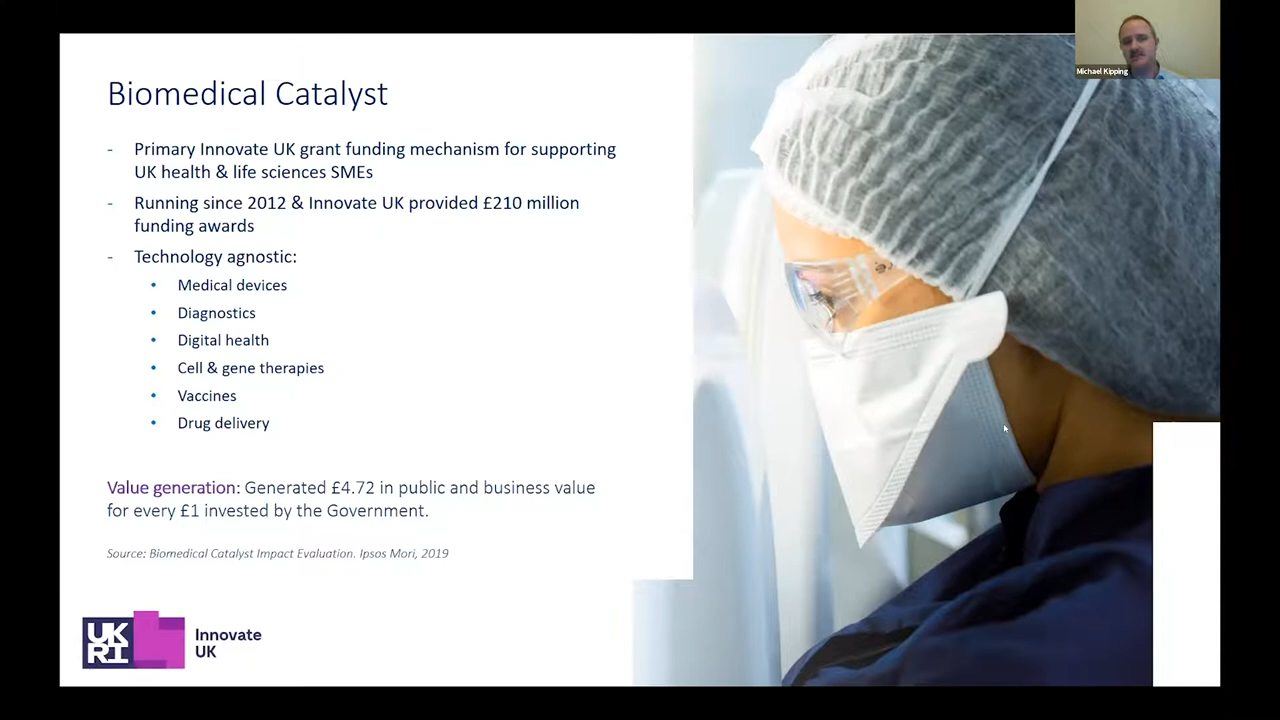 Michael Kipping
Biomedical Catalyst
- Primary Innovate UK grant funding mechanism for supporting
UK health & life sciences SMEs
- Running since 2012 & Innovate UK provided £210 million
funding awards
- Technology agnostic:
• Medical devices
• Diagnostics
• Digital health
• Cell & gene therapies
• Vaccines
• Drug delivery
Value generation: Generated £4.72 in public and business value
for every £1 invested by the Government.
Source: Biomedical Catalyst Impact Evaluation. Ipsos Mori, 2019
UK
RI
Innovate
UK